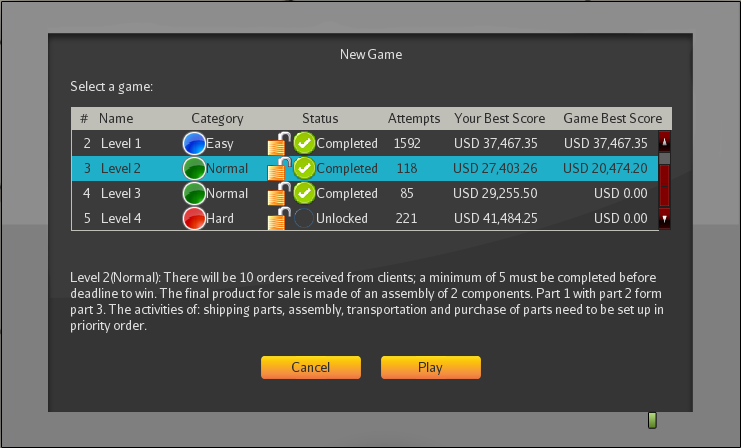 New Game
Select a game:
# Name Category Status Attempts Your Best Score Game Best Score
2 Level 1 Easy Completed 1592 USD 37,467.35 USD 37,467.35
3 Level 2 Normal Completed 118 USD 27,403.26 USD 20,474.20
4 Level 3 Normal Completed 85 USD 29,255.50 USD 0.00
5 Level 4 Hard Unlocked 221 USD 41,484.25 USD 0.00
Level 2(Normal): There will be 10 orders received from clients; a minimum of 5 must be completed before
deadline to win. The final product for sale is made of an assembly of 2 components. Part 1 with part 2 form
part 3. The activities of: shipping parts, assembly, transportation and purchase of parts need to be set up in
priority order.
Cancel Play